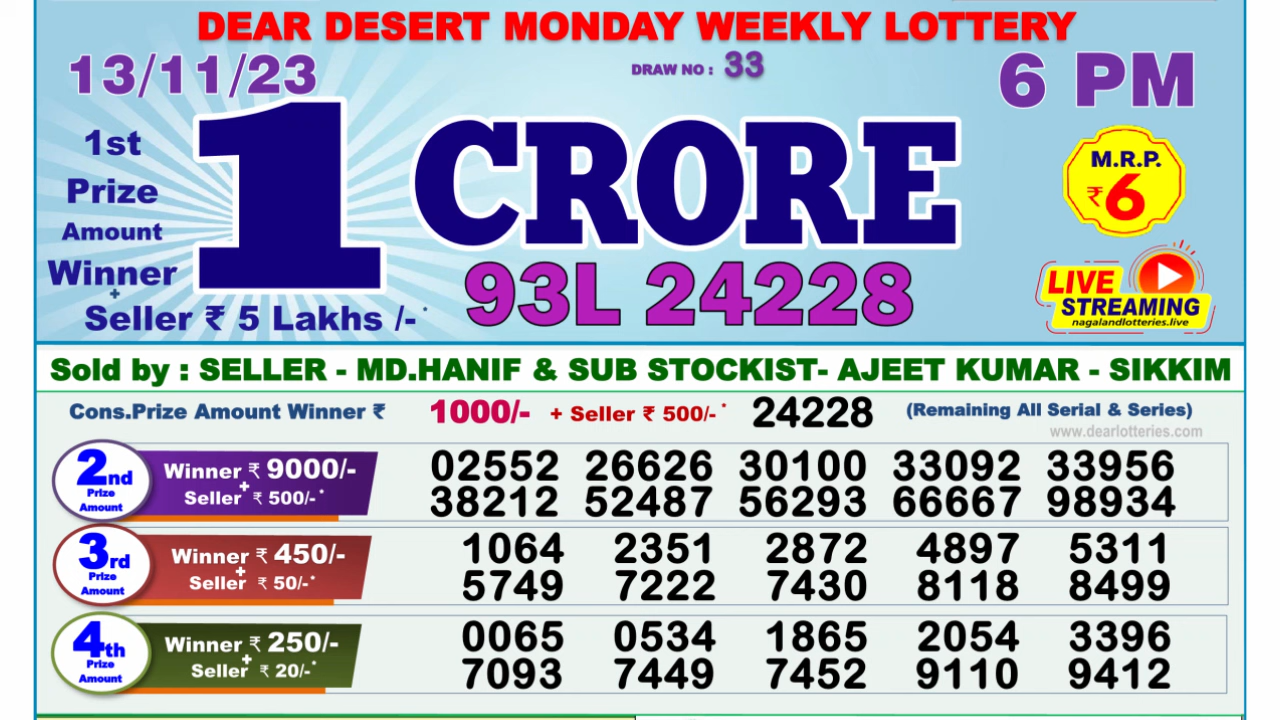 DEAR DESERT MONDAY WEEKLY LOTTERY
13/11/23
DRAW NO : 33
6 PM
1st
Prize
Amount
Winner
+
Seller ₹ 5 Lakhs /-*
1 CRORE
93L 24228
M.R.P.
₹6
LIVE
STREAMING
nagalandlotteries.live
Sold by : SELLER - MD.HANIF & SUB STOCKIST- AJEET KUMAR - SIKKIM
Cons.Prize Amount Winner ₹ 1000/- + Seller ₹ 500/-* 24228 (Remaining All Serial & Series)
www.dearlotteries.com
2nd
Prize
Amount
Winner ₹ 9000/-
+
Seller ₹ 500/-*
02552 26626 30100 33092 33956
38212 52487 56293 66667 98934
3rd
Prize
Amount
Winner ₹ 450/-
+
Seller ₹ 50/-*
1064 2351 2872 4897 5311
5749 7222 7430 8118 8499
4th
Prize
Amount
Winner ₹ 250/-
+
Seller ₹ 20/-*
0065 0534 1865 2054 3396
7093 7449 7452 9110 9412